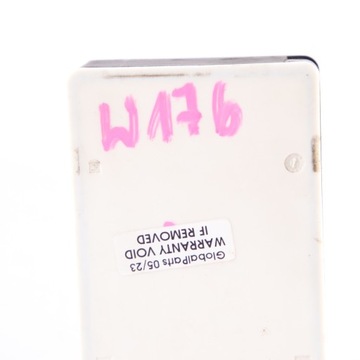 W176
GlobalParts 05/23
WARRANTY VOID
IF REMOVED